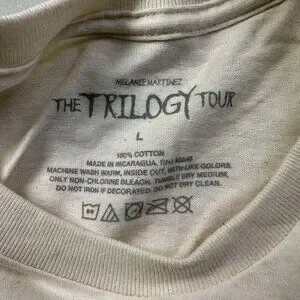 MELANIE MARTINEZ
THE TRILOGY TOUR
L
100% COTTON
MADE IN NICARAGUA. RN#
MACHINE WASH WARM, INSIDE OUT, WITH LIKE COLORS.
ONLY NON-CHLORINE BLEACH. TUMBLE DRY MEDIUM.
DO NOT IRON IF DECORATED. DO NOT DRY CLEAN.